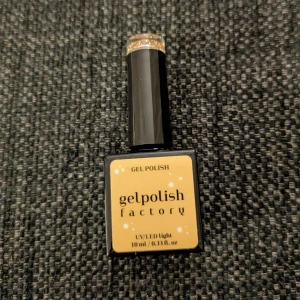 GEL POLISH
gelpolish
factory
UV/LED light
10 ml / 0.33 fl. oz